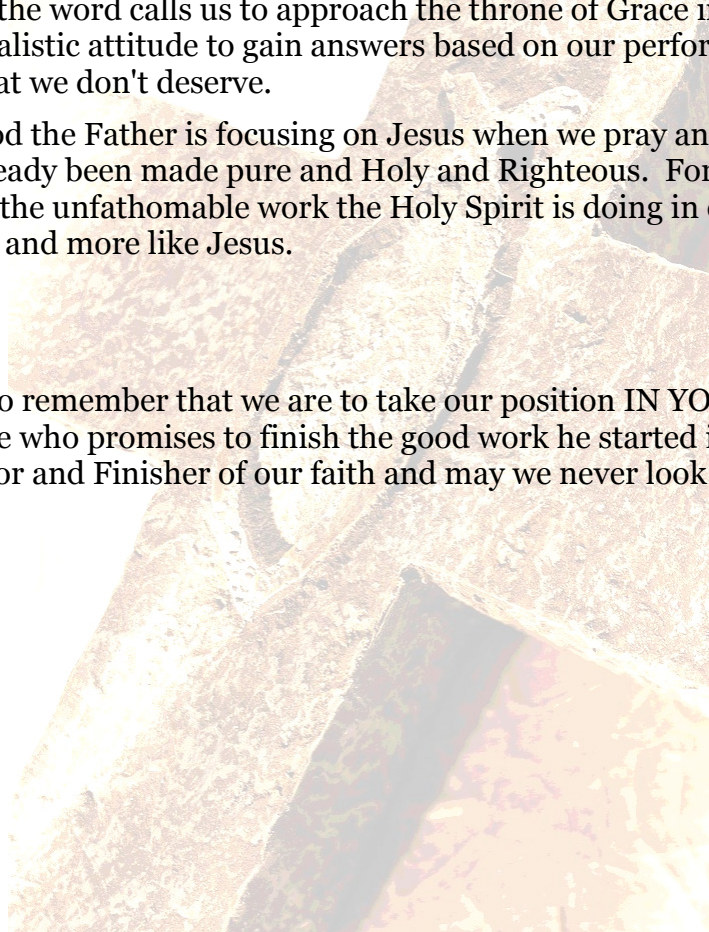 the word calls us to approach the throne of Grace
alistic attitude to gain answers based on our perfor
at we don't deserve.
od the Father is focusing on Jesus when we pray an
eady been made pure and Holy and Righteous.  For
the unfathomable work the Holy Spirit is doing in
and more like Jesus.
o remember that we are to take our position IN YO
e who promises to finish the good work he started
or and Finisher of our faith and may we never look